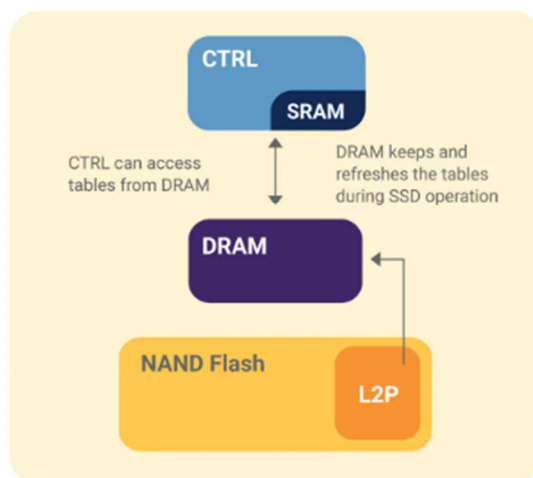 CTRL
SRAM
CTRL can access
tables from DRAM
DRAM keeps and
refreshes the tables
during SSD operation
DRAM
NAND Flash
L2P